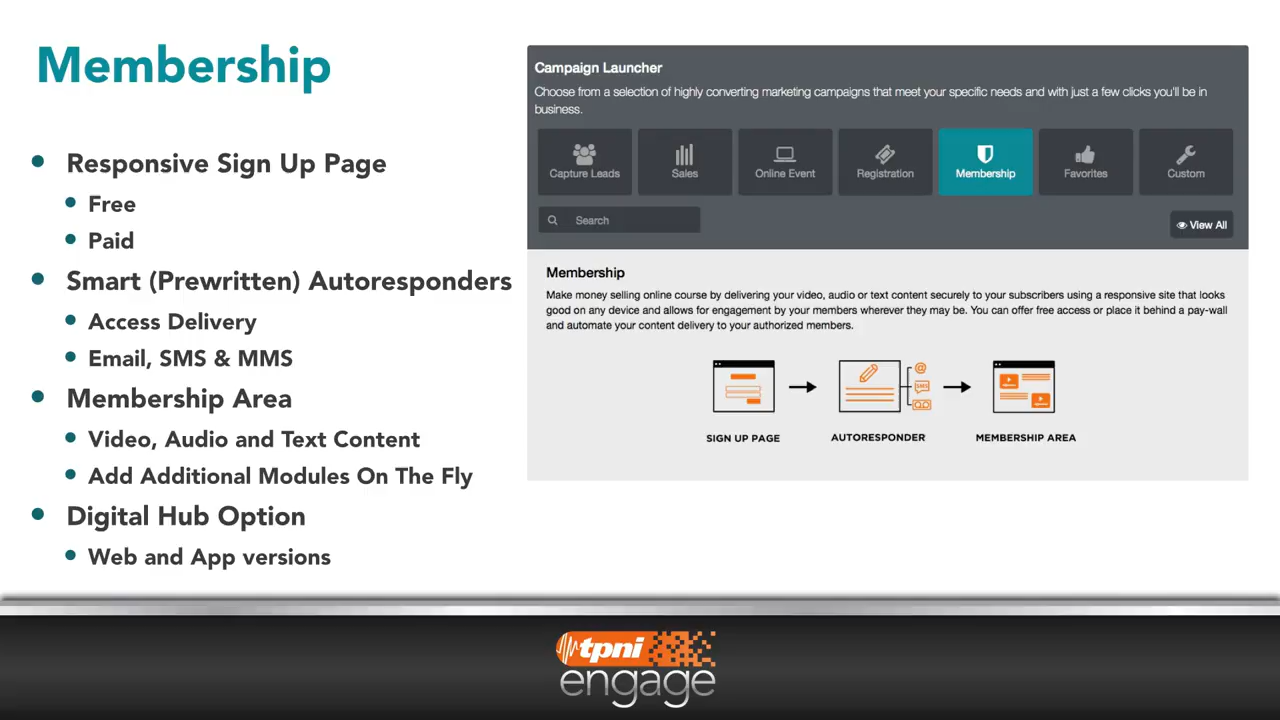 Membership
Responsive Sign Up Page
Free
Paid
Smart (Prewritten) Autoresponders
Access Delivery
Email, SMS & MMS
Membership Area
Video, Audio and Text Content
Add Additional Modules On The Fly
Digital Hub Option
Web and App versions
Campaign Launcher
Choose from a selection of highly converting marketing campaigns that meet your specific needs and with just a few clicks you'll be in
business.
Capture Leads
Sales
Online Event
Registration
Membership
Favorites
Custom
Search
View All
Membership
Make money selling online course by delivering your video, audio or text content securely to your subscribers using a responsive site that looks
good on any device and allows for engagement by your members wherever they may be. You can offer free access or place it behind a pay-wall
and automate your content delivery to your authorized members.
@
SMS
SIGN UP PAGE
AUTORESPONDER
MEMBERSHIP AREA
tpni
engage